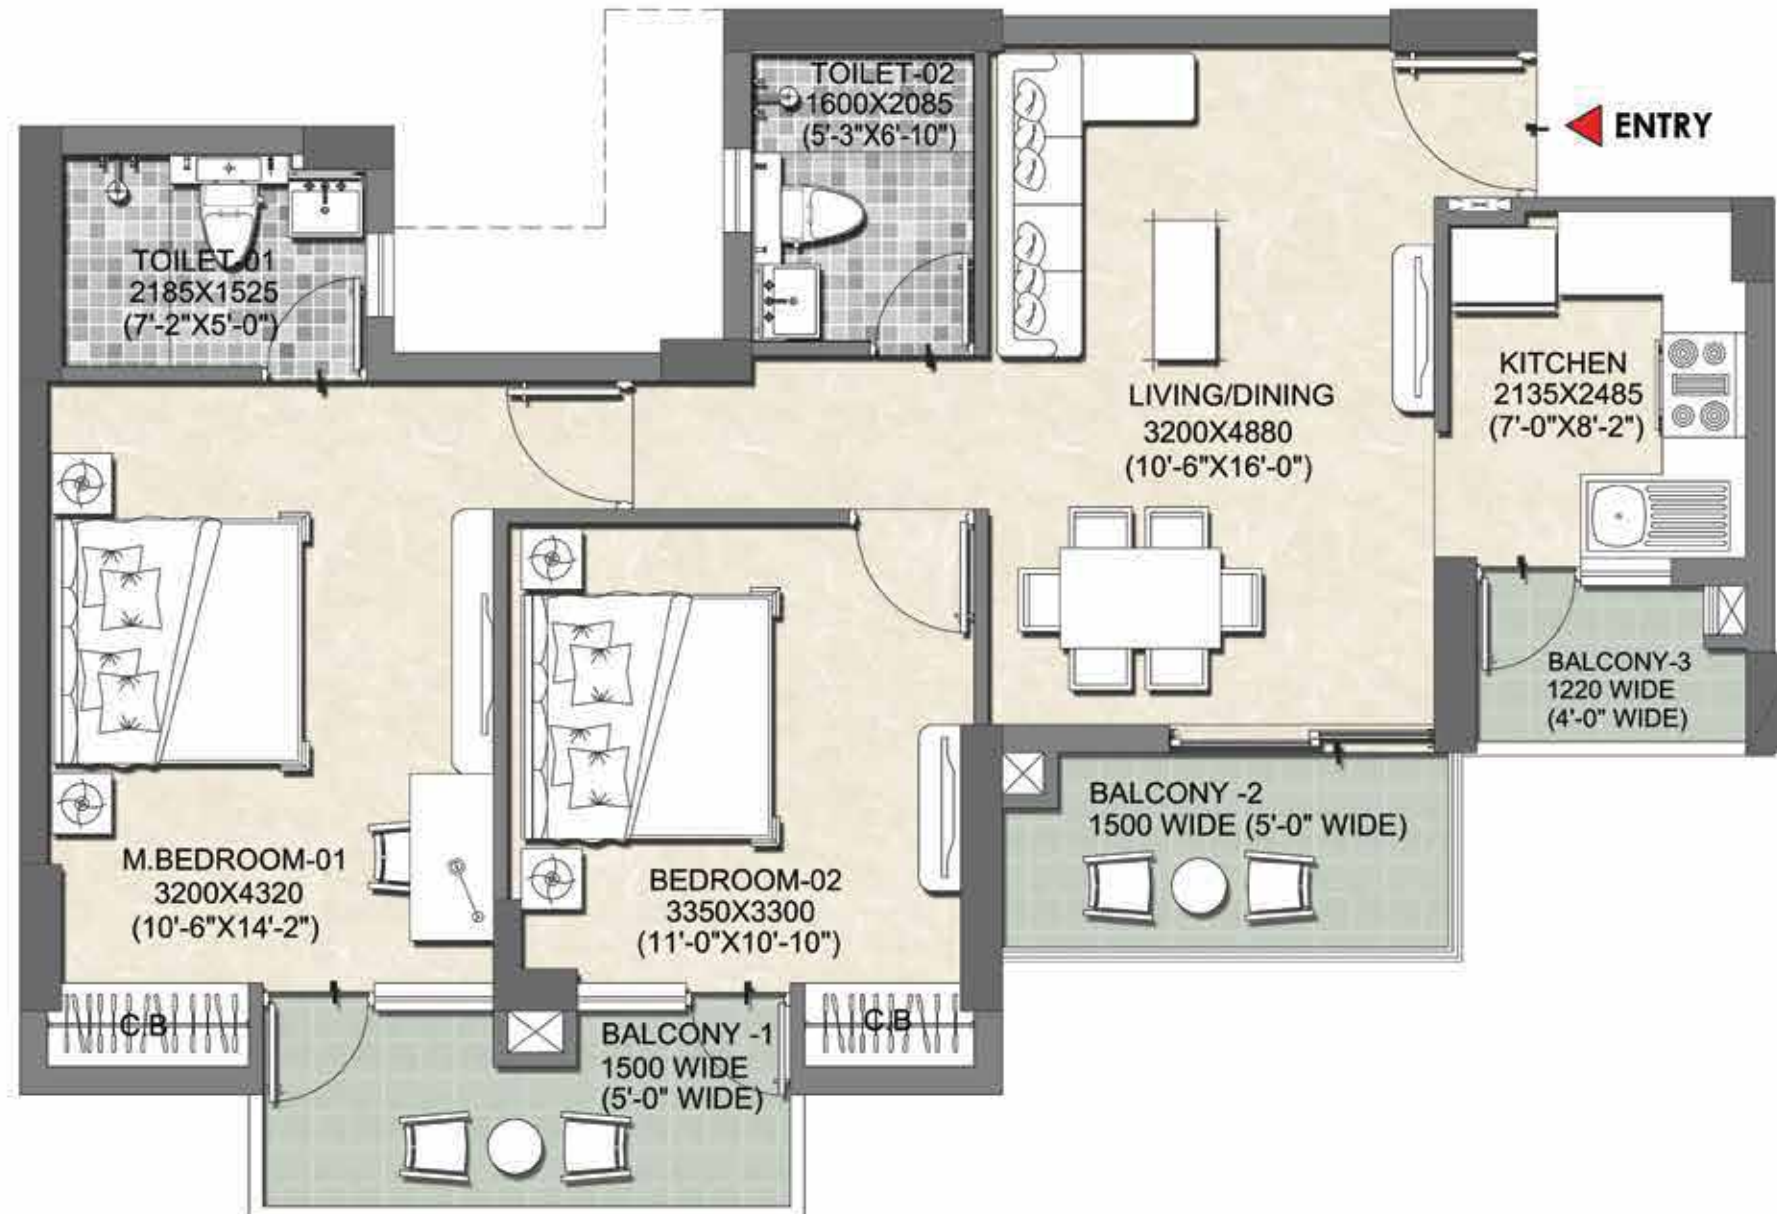 TOILET-02
1600X2085
(5'-3"X6'-10")
ENTRY
TOILET-01
2185X1525
(7'-2"X5'-0")
LIVING/DINING
3200X4880
(10'-6"X16'-0")
KITCHEN
2135X2485
(7'-0"X8'-2")
BALCONY-3
1220 WIDE
(4'-0" WIDE)
BALCONY -2
1500 WIDE (5'-0" WIDE)
M.BEDROOM-01
3200X4320
(10'-6"X14'-2")
BEDROOM-02
3350X3300
(11'-0"X10'-10")
C.B
C.B
BALCONY -1
1500 WIDE
(5'-0" WIDE)